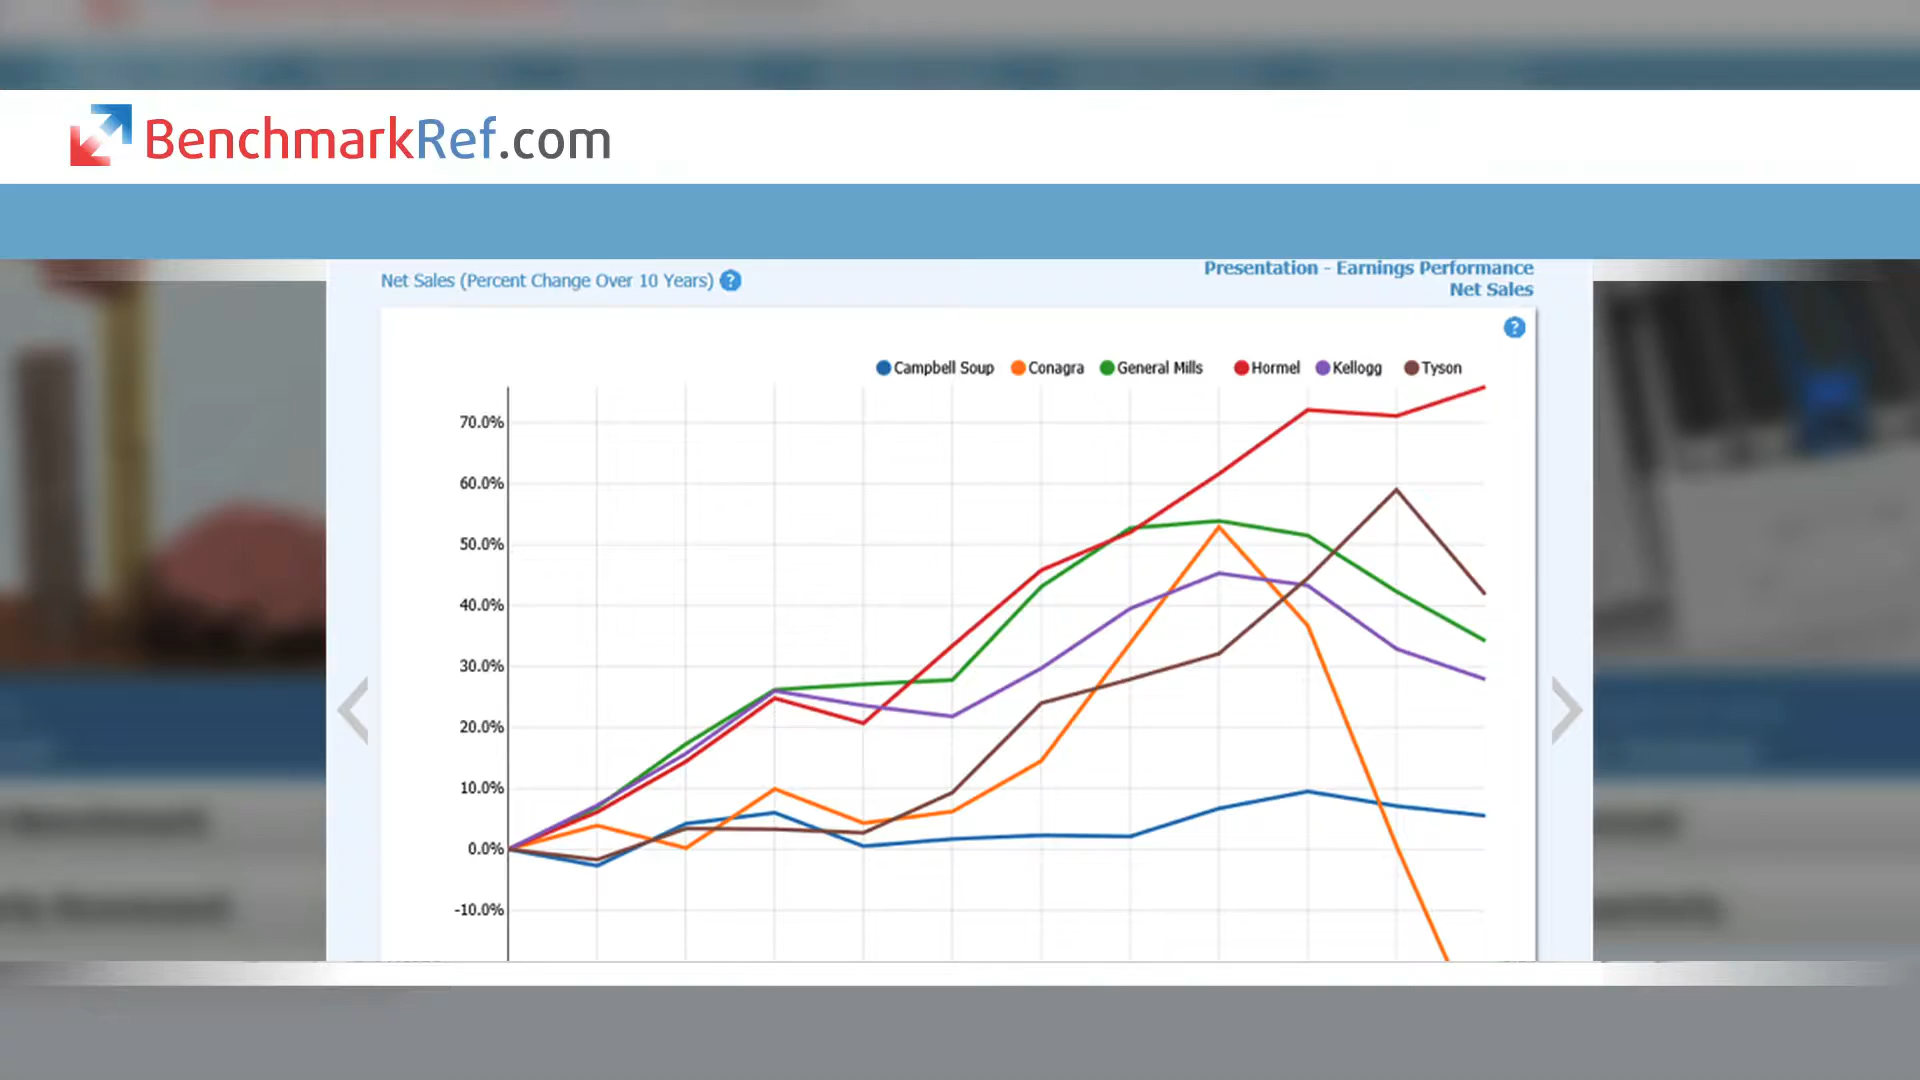 BenchmarkRef.com
Presentation - Earnings Performance
Net Sales (Percent Change Over 10 Years) ?
Net Sales
?
Campbell Soup Conagra General Mills Hormel Kellogg Tyson
70.0%
60.0%
50.0%
40.0%
30.0%
20.0%
10.0%
0.0%
-10.0%